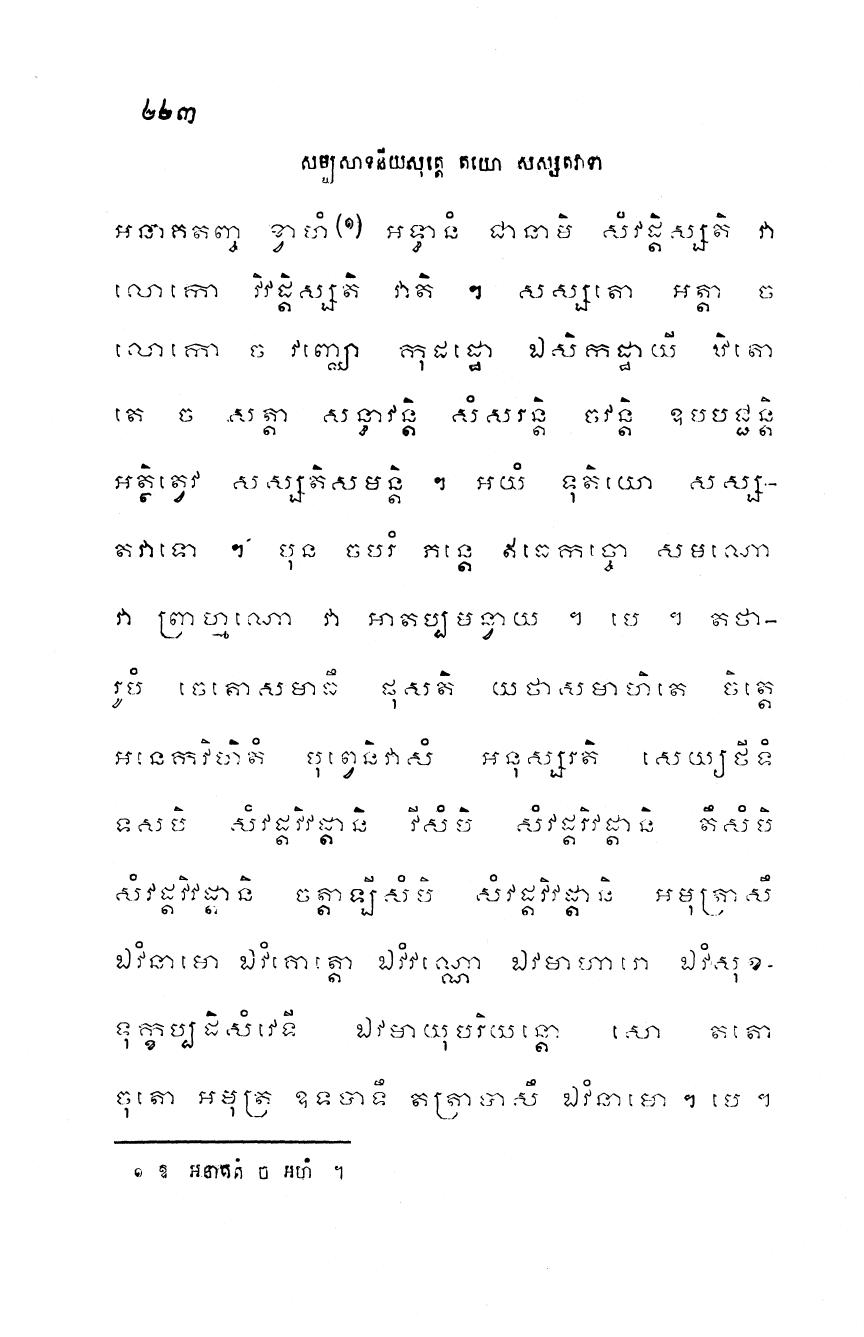 ២២៣
សម្បសាទនីយសុត្តេ តយោ សស្សតវាទា
អនាគតញ្ច ខ្វាហំ(១) អទ្ធានំ ជានាមិ សំវដ្តិស្សតិ វា
លោកោ វិវដ្តិស្សតិ វាតិ ។ សស្សតោ អត្តា ច
លោកោ ច វញ្ឈោ កុដដ្ឋោ ឯសិកដ្ឋាយី ឋិតោ
តេ ច សត្តា សន្ធាវន្តិ សំសរន្តិ ចវន្តិ ឧបបជ្ជន្តិ
អត្ថិត្វេវ សស្សតិសមន្តិ ។ អយំ ទុតិយោ សស្ស-
តវាទោ ។ បុន ចបរំ ភន្តេ ឥធេកច្ចោ សមណោ
វា ព្រាហ្មណោ វា អាតប្បមន្វាយ ។ បេ ។ តថា-
រូបំ ចេតោសមាធឹ ផុសតិ យថាសមាហិតេ ចិត្តេ
អនេកវិហិតំ បុព្វេនិវាសំ អនុស្សរតិ សេយ្យថីទំ
ទសបិ សំវដ្តវិវដ្តានិ វីសំបិ សំវដ្តវិវដ្តានិ តឹសំបិ
សំវដ្តវិវដ្តានិ ចត្តាឡីសំបិ សំវដ្តវិវដ្តានិ អមុត្រាសឹ
ឯវំនាមោ ឯវំគោត្តោ ឯវំវណ្ណោ ឯវមាហារោ ឯវំសុខ-
ទុក្ខប្បដិសំវេទី ឯវមាយុបរិយន្តោ សោ តតោ
ចុតោ អមុត្រ ឧទបាទឹ តត្រាបាសឹ ឯវំនាមោ ។ បេ ។
១ ឱ អនាគតំ ច អហំ ។